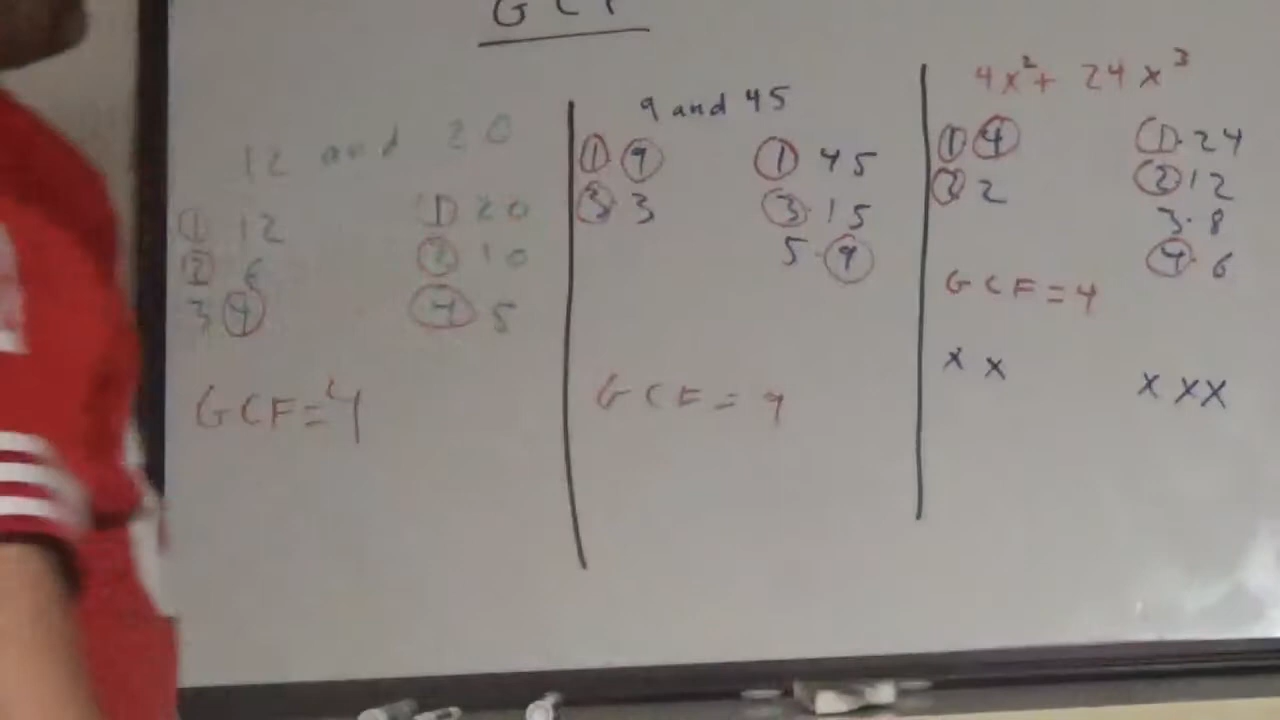 GCF
12 and 20
1 12 1 20
2 6 2 10
3 4 4 5
GCF = 4
9 and 45
1 · 9 1 45
3 · 3 3 · 15
5 · 9
GCF = 9
4x² + 24x³
1 4 1 · 24
2 2 2 · 12
3 · 8
4 · 6
GCF = 4
x x x x x